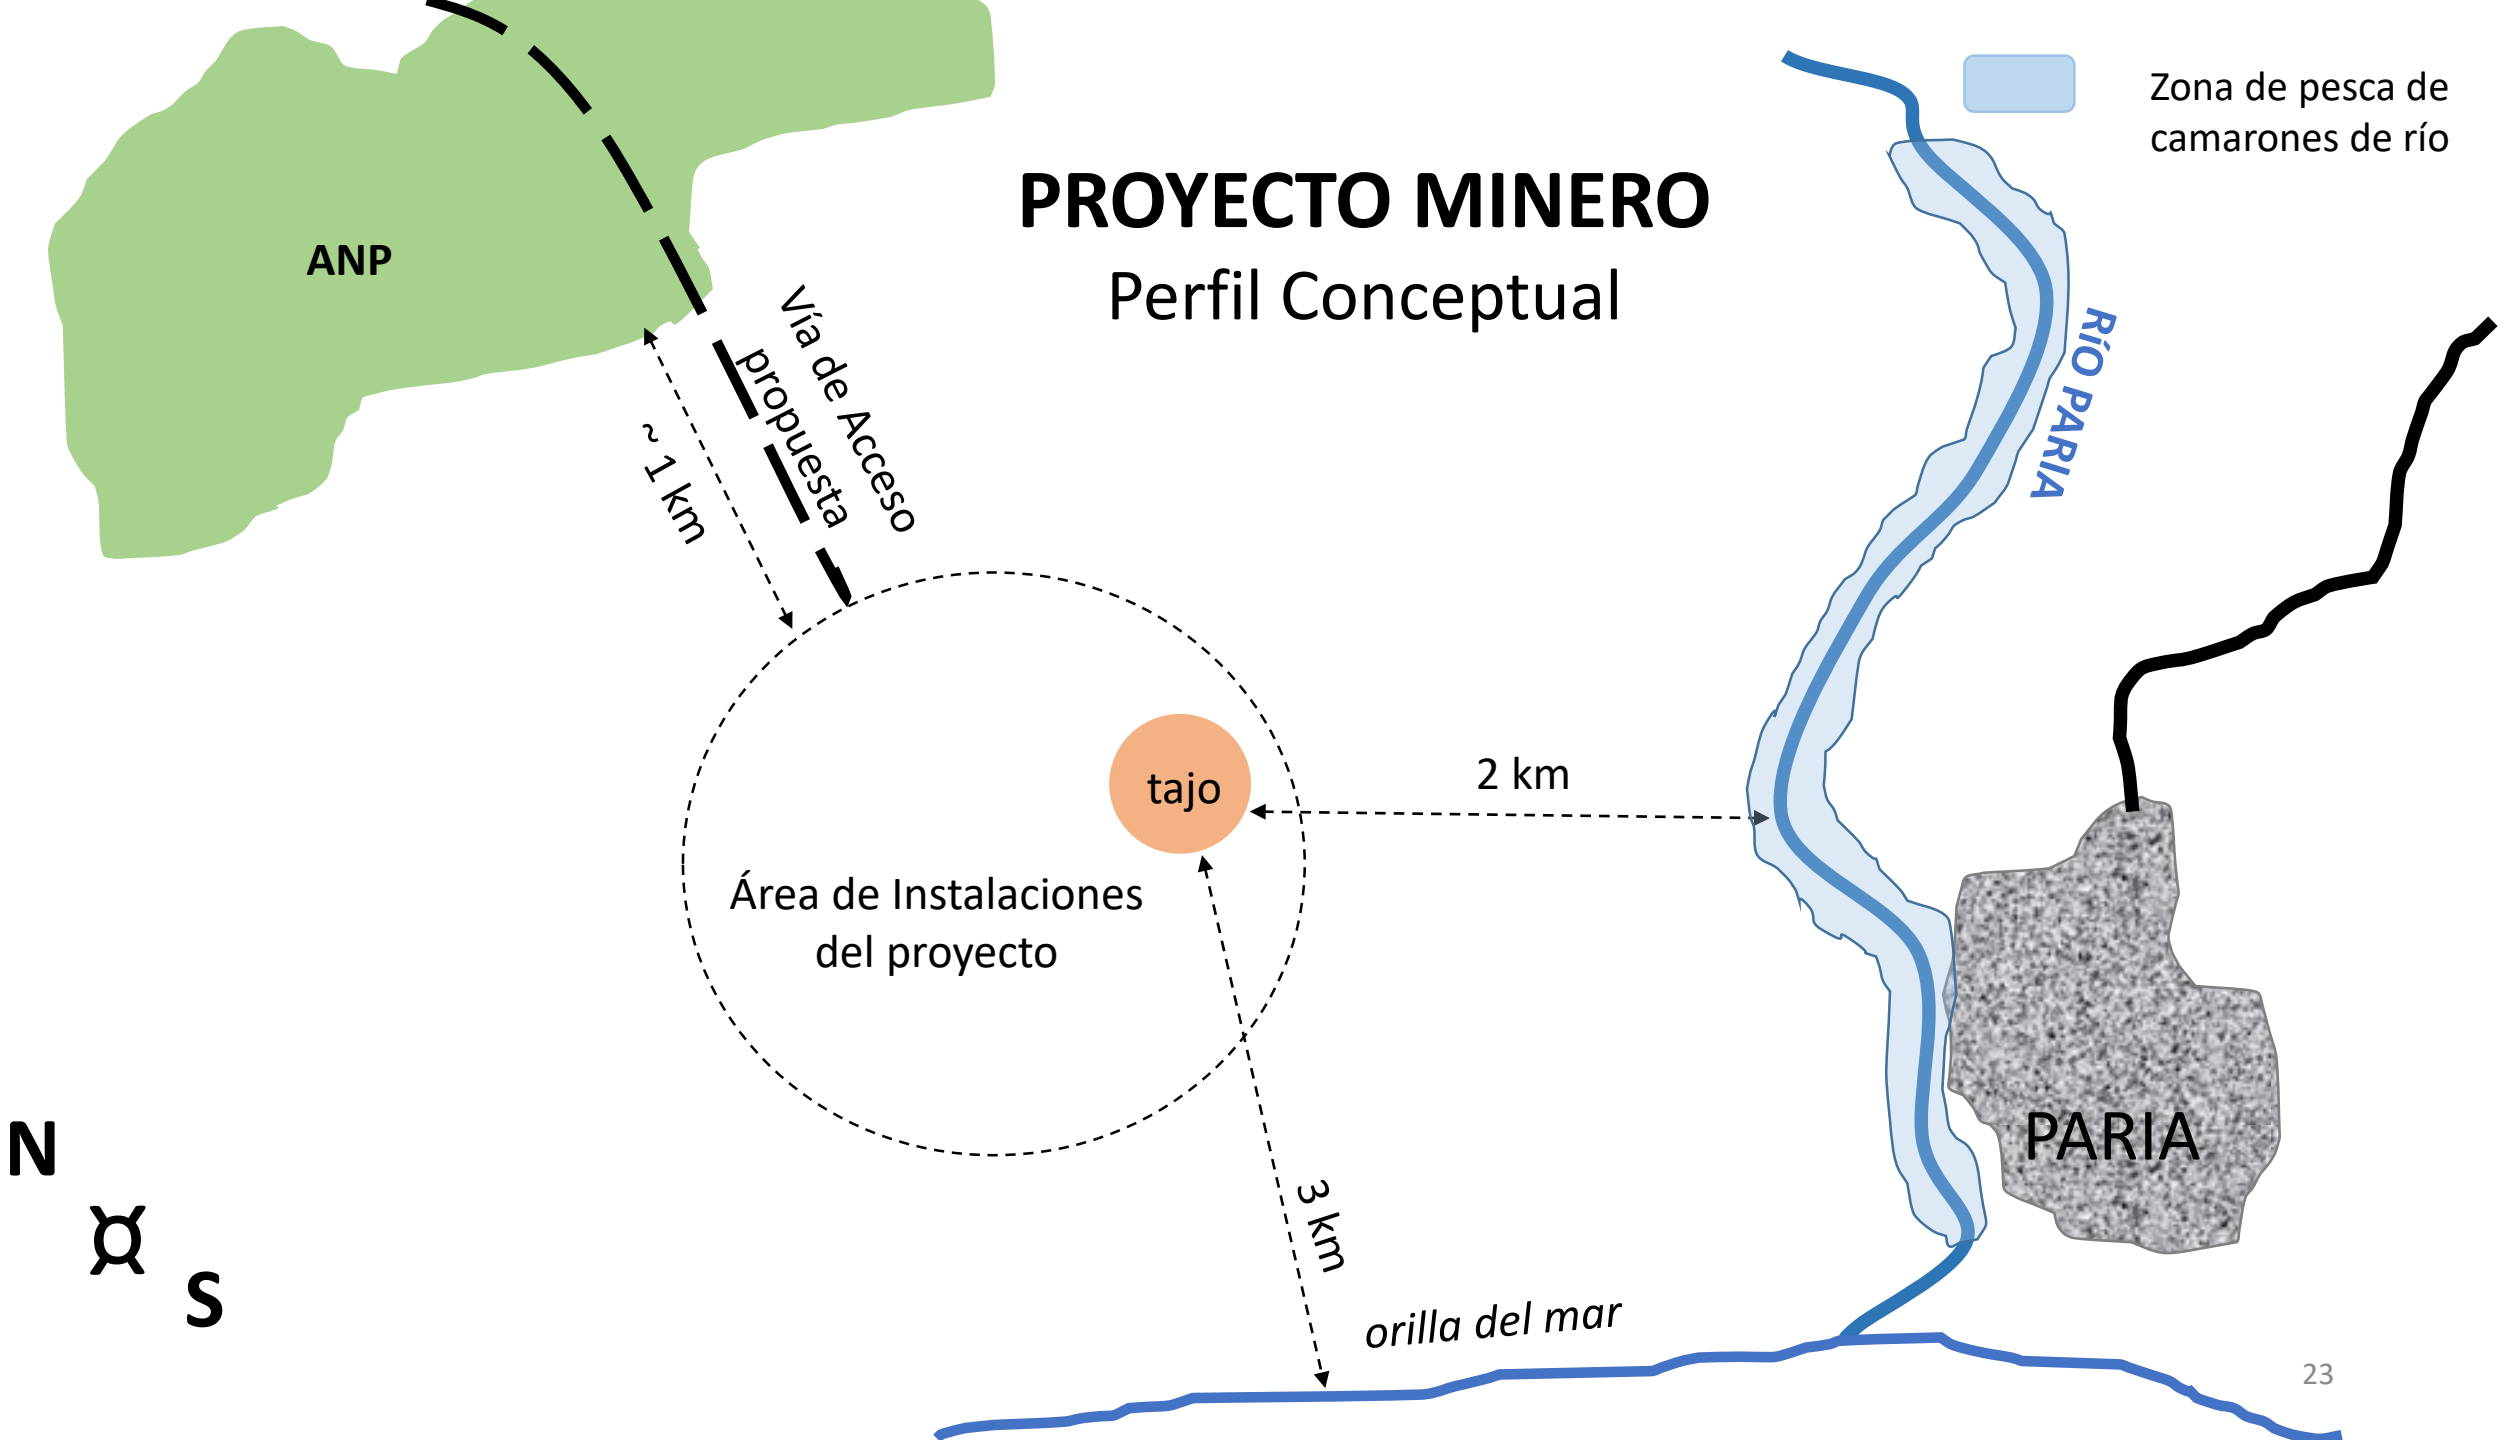 Zona de pesca de
camarones de río
PROYECTO MINERO
Perfil Conceptual
ANP
Vía de Acceso
propuesta
~ 1 km
RÍO PARIA
tajo
2 km
Área de Instalaciones
del proyecto
PARIA
3 km
orilla del mar
N
S
23